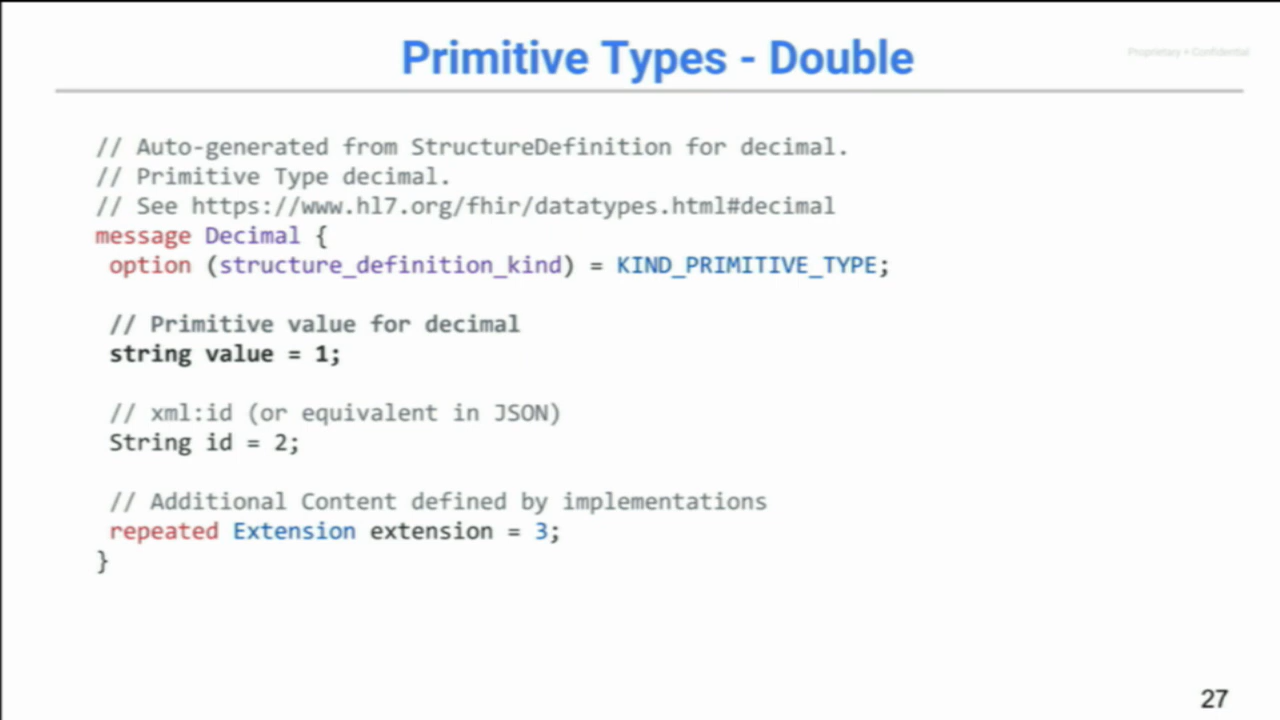 Primitive Types - Double
Proprietary + Confidential
// Auto-generated from StructureDefinition for decimal.
// Primitive Type decimal.
// See https://www.hl7.org/fhir/datatypes.html#decimal
message Decimal {
option (structure_definition_kind) = KIND_PRIMITIVE_TYPE;
// Primitive value for decimal
string value = 1;
// xml:id (or equivalent in JSON)
String id = 2;
// Additional Content defined by implementations
repeated Extension extension = 3;
}
27